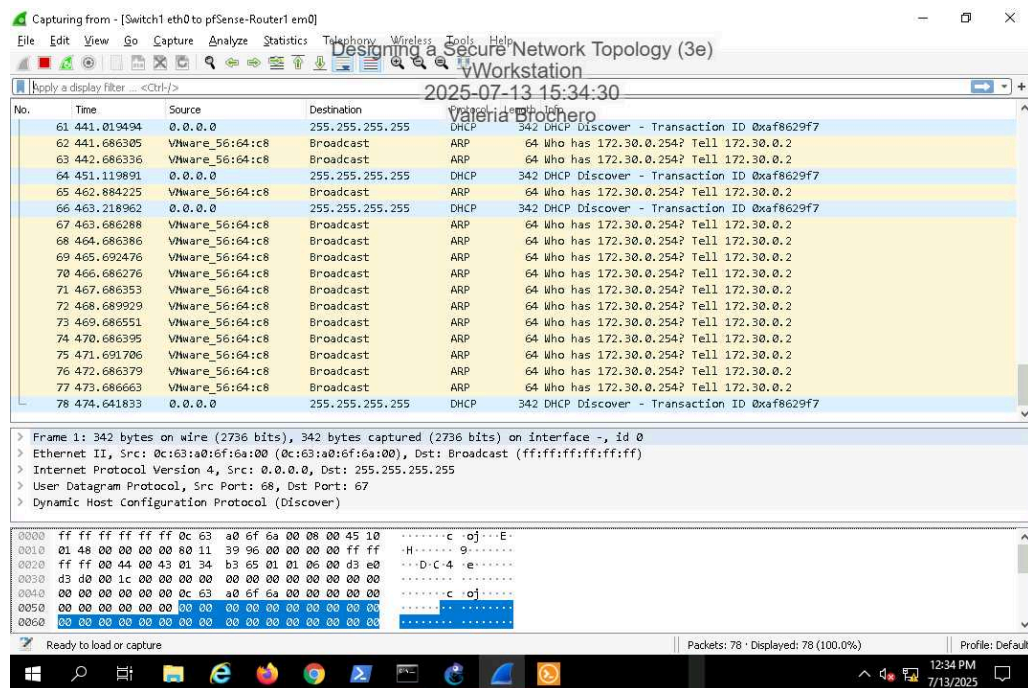 Capturing from - [Switch1 eth0 to pfSense-Router1 em0]
File Edit View Go Capture Analyze Statistics Telephony Wireless Tools Help
Designing a Secure Network Topology (3e)
vWorkstation
2025-07-13 15:34:30
Valeria Brochero
Apply a display filter ... <Ctrl-/>
No. Time Source Destination Protocol Length Info
61 441.019494 0.0.0.0 255.255.255.255 DHCP 342 DHCP Discover - Transaction ID 0xaf8629f7
62 441.686305 VMware_56:64:c8 Broadcast ARP 64 Who has 172.30.0.254? Tell 172.30.0.2
63 442.686336 VMware_56:64:c8 Broadcast ARP 64 Who has 172.30.0.254? Tell 172.30.0.2
64 451.119891 0.0.0.0 255.255.255.255 DHCP 342 DHCP Discover - Transaction ID 0xaf8629f7
65 462.884225 VMware_56:64:c8 Broadcast ARP 64 Who has 172.30.0.254? Tell 172.30.0.2
66 463.218962 0.0.0.0 255.255.255.255 DHCP 342 DHCP Discover - Transaction ID 0xaf8629f7
67 463.686288 VMware_56:64:c8 Broadcast ARP 64 Who has 172.30.0.254? Tell 172.30.0.2
68 464.686386 VMware_56:64:c8 Broadcast ARP 64 Who has 172.30.0.254? Tell 172.30.0.2
69 465.692476 VMware_56:64:c8 Broadcast ARP 64 Who has 172.30.0.254? Tell 172.30.0.2
70 466.686276 VMware_56:64:c8 Broadcast ARP 64 Who has 172.30.0.254? Tell 172.30.0.2
71 467.686353 VMware_56:64:c8 Broadcast ARP 64 Who has 172.30.0.254? Tell 172.30.0.2
72 468.689929 VMware_56:64:c8 Broadcast ARP 64 Who has 172.30.0.254? Tell 172.30.0.2
73 469.686551 VMware_56:64:c8 Broadcast ARP 64 Who has 172.30.0.254? Tell 172.30.0.2
74 470.686395 VMware_56:64:c8 Broadcast ARP 64 Who has 172.30.0.254? Tell 172.30.0.2
75 471.691706 VMware_56:64:c8 Broadcast ARP 64 Who has 172.30.0.254? Tell 172.30.0.2
76 472.686379 VMware_56:64:c8 Broadcast ARP 64 Who has 172.30.0.254? Tell 172.30.0.2
77 473.686663 VMware_56:64:c8 Broadcast ARP 64 Who has 172.30.0.254? Tell 172.30.0.2
78 474.641833 0.0.0.0 255.255.255.255 DHCP 342 DHCP Discover - Transaction ID 0xaf8629f7
> Frame 1: 342 bytes on wire (2736 bits), 342 bytes captured (2736 bits) on interface -, id 0
> Ethernet II, Src: 0c:63:a0:6f:6a:00 (0c:63:a0:6f:6a:00), Dst: Broadcast (ff:ff:ff:ff:ff:ff)
> Internet Protocol Version 4, Src: 0.0.0.0, Dst: 255.255.255.255
> User Datagram Protocol, Src Port: 68, Dst Port: 67
> Dynamic Host Configuration Protocol (Discover)
0000 ff ff ff ff ff ff 0c 63 a0 6f 6a 00 08 00 45 10 ·······c ·oj···E·
0010 01 48 00 00 00 00 80 11 39 96 00 00 00 00 ff ff ·H······ 9·······
0020 ff ff 00 44 00 43 01 34 b3 65 01 01 06 00 d3 e0 ···D·C·4 ·e······
0030 d3 d0 00 1c 00 00 00 00 00 00 00 00 00 00 00 00 ········ ········
0040 00 00 00 00 00 00 0c 63 a0 6f 6a 00 00 00 00 00 ·······c ·oj·····
0050 00 00 00 00 00 00 00 00 00 00 00 00 00 00 00 00 ········ ········
0060 00 00 00 00 00 00 00 00 00 00 00 00 00 00 00 00 ········ ········
Ready to load or capture Packets: 78 · Displayed: 78 (100.0%) Profile: Default
12:34 PM
7/13/2025